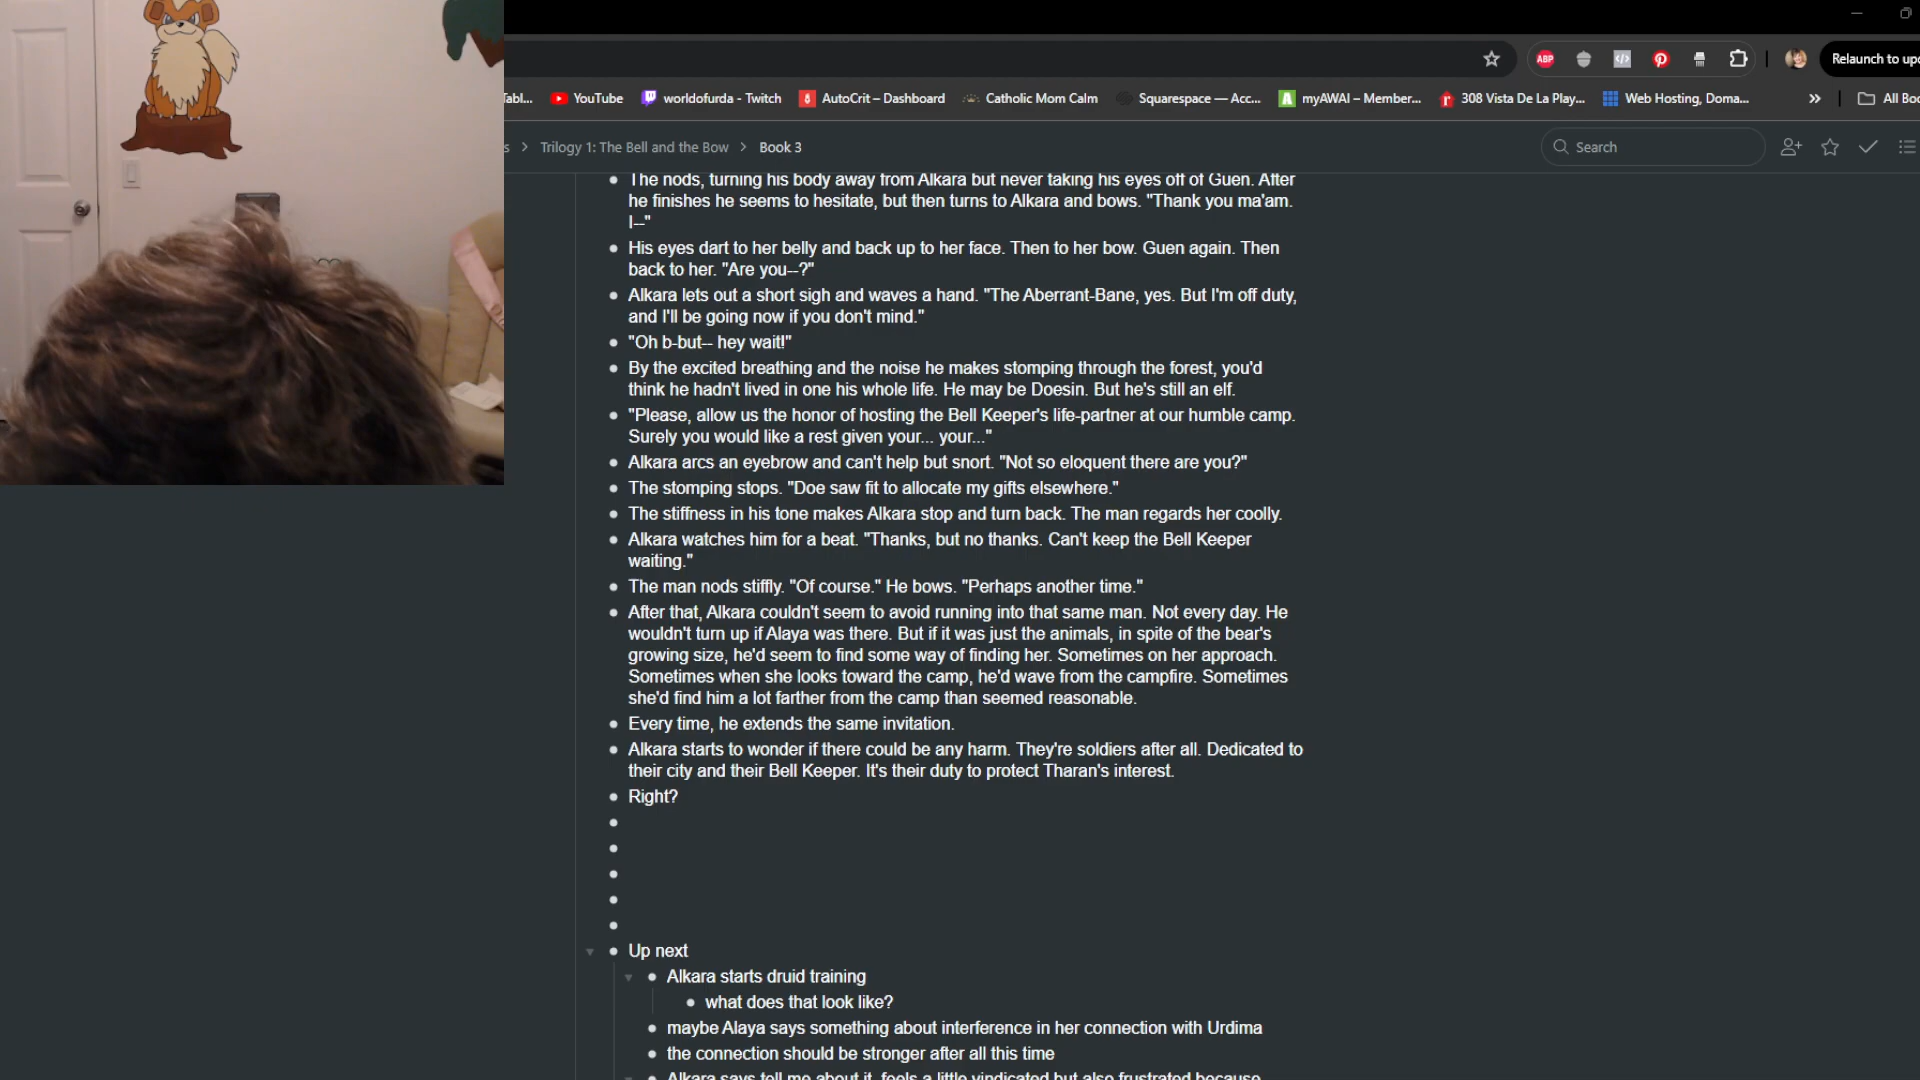 Relaunch to upd
Tabl...
YouTube
worldofurda - Twitch
AutoCrit – Dashboard
Catholic Mom Calm
Squarespace — Acc...
myAWAI – Member...
308 Vista De La Play...
Web Hosting, Doma...
All Boo
s > Trilogy 1: The Bell and the Bow > Book 3
Search
The nods, turning his body away from Alkara but never taking his eyes off of Guen. After
he finishes he seems to hesitate, but then turns to Alkara and bows. "Thank you ma'am.
I--"
His eyes dart to her belly and back up to her face. Then to her bow. Guen again. Then
back to her. "Are you--?"
Alkara lets out a short sigh and waves a hand. "The Aberrant-Bane, yes. But I'm off duty,
and I'll be going now if you don't mind."
"Oh b-but-- hey wait!"
By the excited breathing and the noise he makes stomping through the forest, you'd
think he hadn't lived in one his whole life. He may be Doesin. But he's still an elf.
"Please, allow us the honor of hosting the Bell Keeper's life-partner at our humble camp.
Surely you would like a rest given your... your..."
Alkara arcs an eyebrow and can't help but snort. "Not so eloquent there are you?"
The stomping stops. "Doe saw fit to allocate my gifts elsewhere."
The stiffness in his tone makes Alkara stop and turn back. The man regards her coolly.
Alkara watches him for a beat. "Thanks, but no thanks. Can't keep the Bell Keeper
waiting."
The man nods stiffly. "Of course." He bows. "Perhaps another time."
After that, Alkara couldn't seem to avoid running into that same man. Not every day. He
wouldn't turn up if Alaya was there. But if it was just the animals, in spite of the bear's
growing size, he'd seem to find some way of finding her. Sometimes on her approach.
Sometimes when she looks toward the camp, he'd wave from the campfire. Sometimes
she'd find him a lot farther from the camp than seemed reasonable.
Every time, he extends the same invitation.
Alkara starts to wonder if there could be any harm. They're soldiers after all. Dedicated to
their city and their Bell Keeper. It's their duty to protect Tharan's interest.
Right?
Up next
Alkara starts druid training
what does that look like?
maybe Alaya says something about interference in her connection with Urdima
the connection should be stronger after all this time
Alkara says tell me about it, feels a little vindicated but also frustrated because